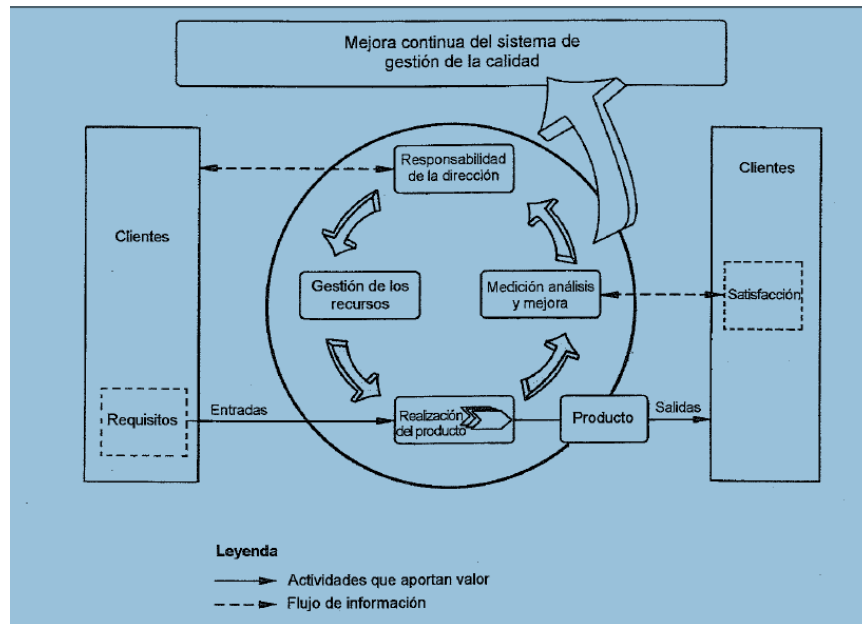 Mejora continua del sistema de
gestión de la calidad
Clientes
Responsabilidad
de la dirección
Clientes
Gestión de los
recursos
Medición análisis
y mejora
Satisfacción
Requisitos
Entradas
Realización
del producto
Producto
Salidas
Leyenda
Actividades que aportan valor
Flujo de información